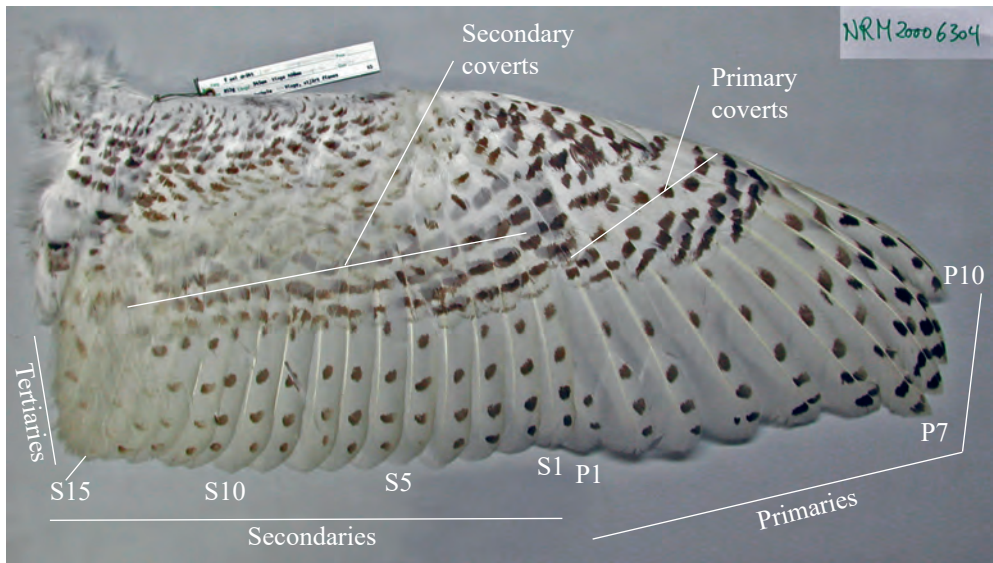 NRM20006304
Secondary
coverts
Primary
coverts
P10
Tertiaries
P7
S15
S10
S5
S1
P1
Secondaries
Primaries